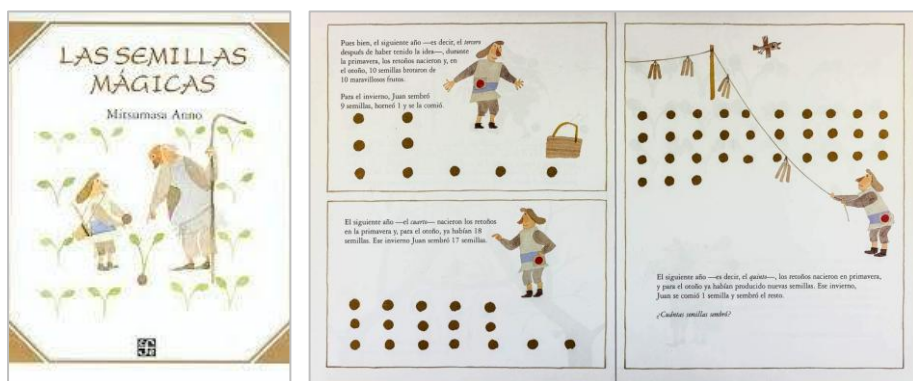 LAS SEMILLAS
MÁGICAS
Mitsumasa Anno
Pues bien, el siguiente año —es decir, el tercero
después de haber tenido la idea—, durante
la primavera, los retoños nacieron y, en
el otoño, 10 semillas brotaron de
10 maravillosos frutos.
Para el invierno, Juan sembró
9 semillas, horneó 1 y se la comió.
El siguiente año —el cuarto— nacieron los retoños
en la primavera y, para el otoño, ya habían 18
semillas. Ese invierno Juan sembró 17 semillas.
El siguiente año —es decir, el quinto—, los retoños nacieron en primavera,
y para el otoño ya habían producido nuevas semillas. Ese invierno,
Juan se comió 1 semilla y sembró el resto.
¿Cuántas semillas sembró?